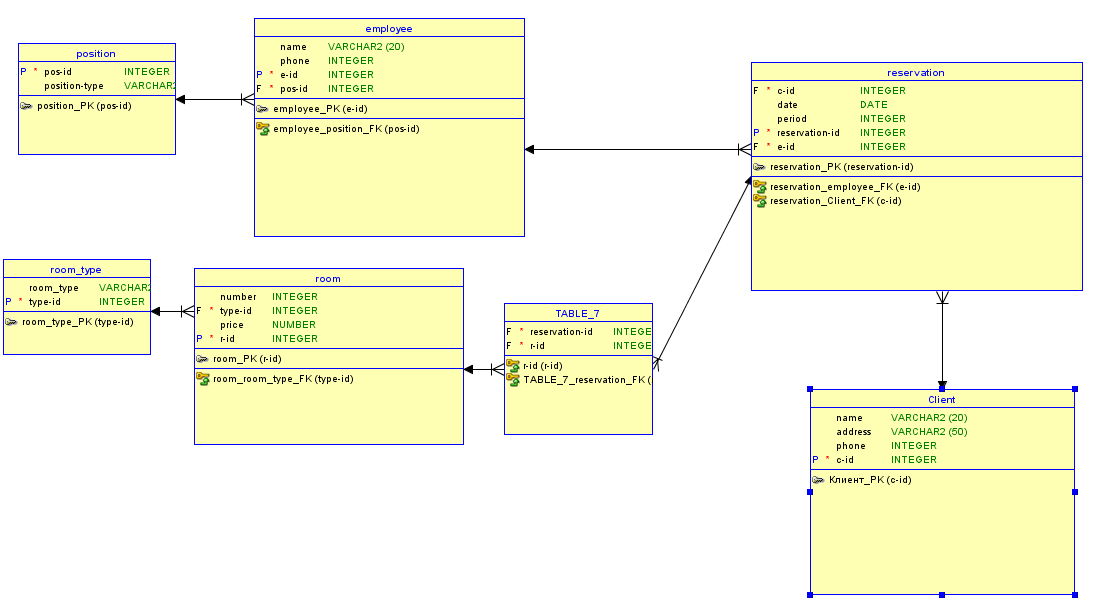 position
P * pos-id INTEGER
position-type VARCHAR2
position_PK (pos-id)
employee
name VARCHAR2 (20)
phone INTEGER
P * e-id INTEGER
F * pos-id INTEGER
employee_PK (e-id)
employee_position_FK (pos-id)
reservation
F * c-id INTEGER
date DATE
period INTEGER
P * reservation-id INTEGER
F * e-id INTEGER
reservation_PK (reservation-id)
reservation_employee_FK (e-id)
reservation_Client_FK (c-id)
room_type
room_type VARCHAR2
P * type-id INTEGER
room_type_PK (type-id)
room
number INTEGER
F * type-id INTEGER
price NUMBER
P * r-id INTEGER
room_PK (r-id)
room_room_type_FK (type-id)
TABLE_7
F * reservation-id INTEGE
F * r-id INTEGE
r-id (r-id)
TABLE_7_reservation_FK (
Client
name VARCHAR2 (20)
address VARCHAR2 (50)
phone INTEGER
P * c-id INTEGER
Клиент_PK (c-id)